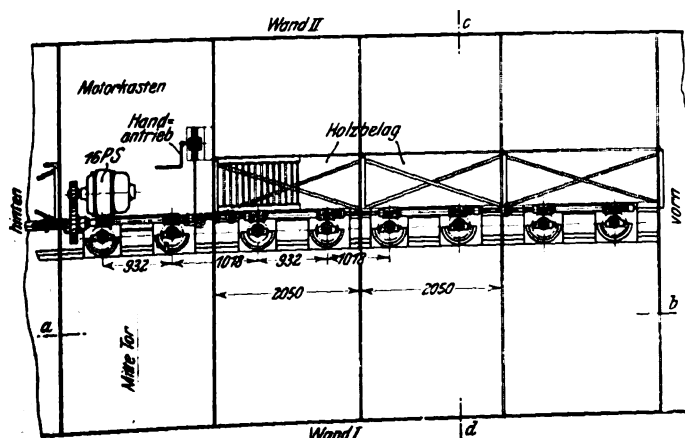 Wand II
c
Motorkasten
Hand=
antrieb
Holzbelag
16PS
hinten
vorn
932
1018
932
1018
2050
2050
a
b
Mitte Tor
Wand I
d